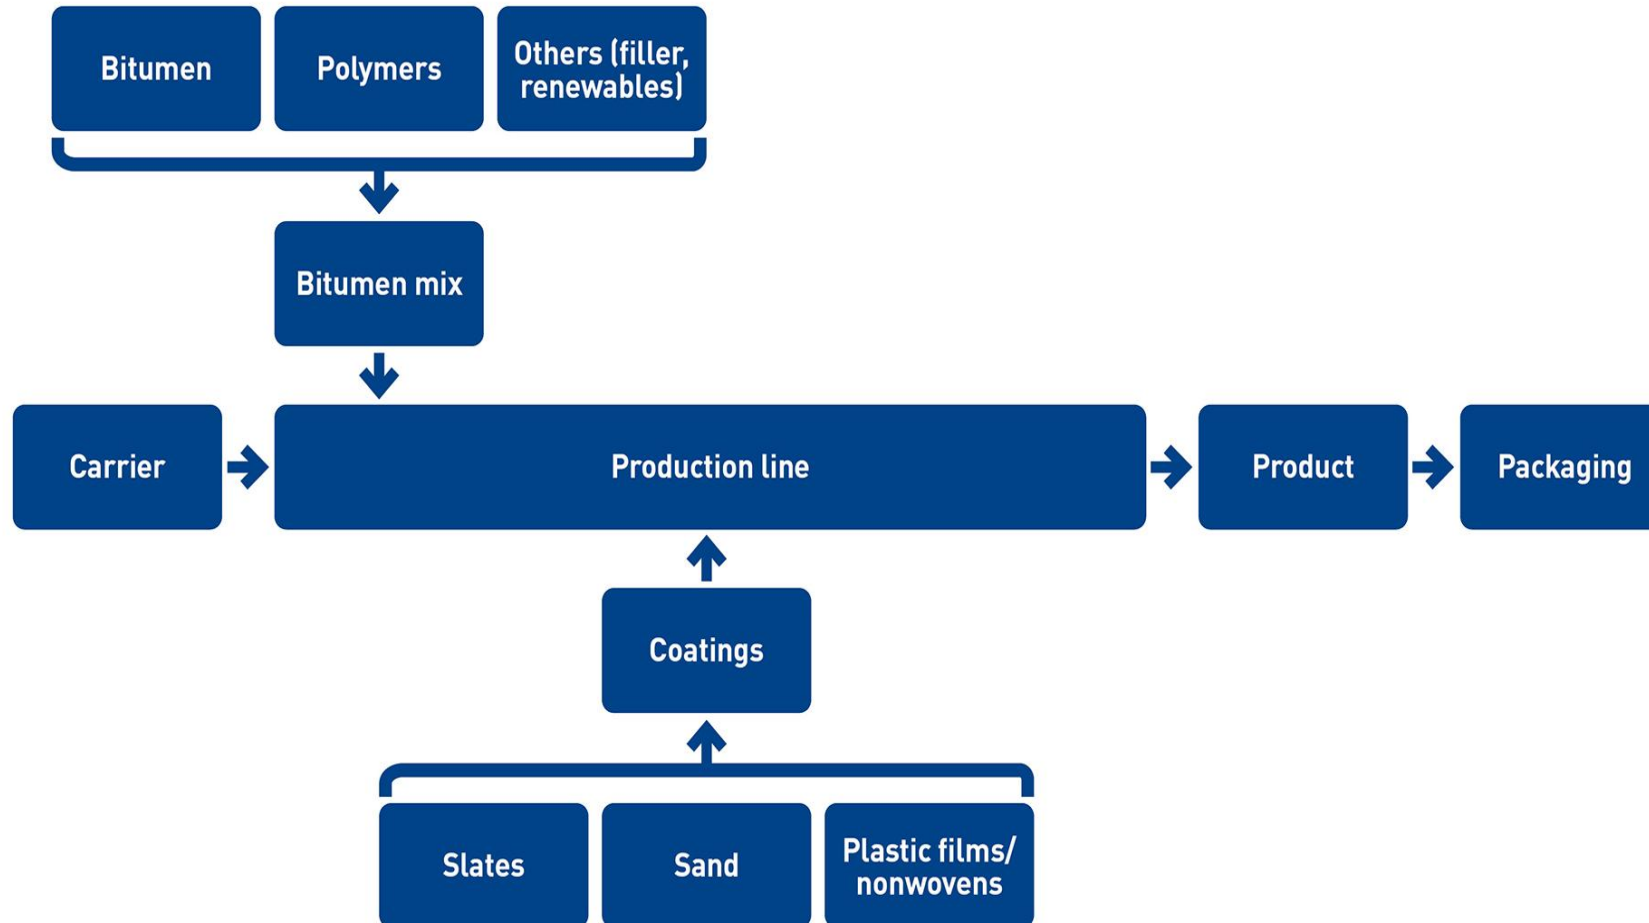 Bitumen
Polymers
Others (filler,
renewables)
Bitumen mix
Carrier
Production line
Product
Packaging
Coatings
Slates
Sand
Plastic films/
nonwovens